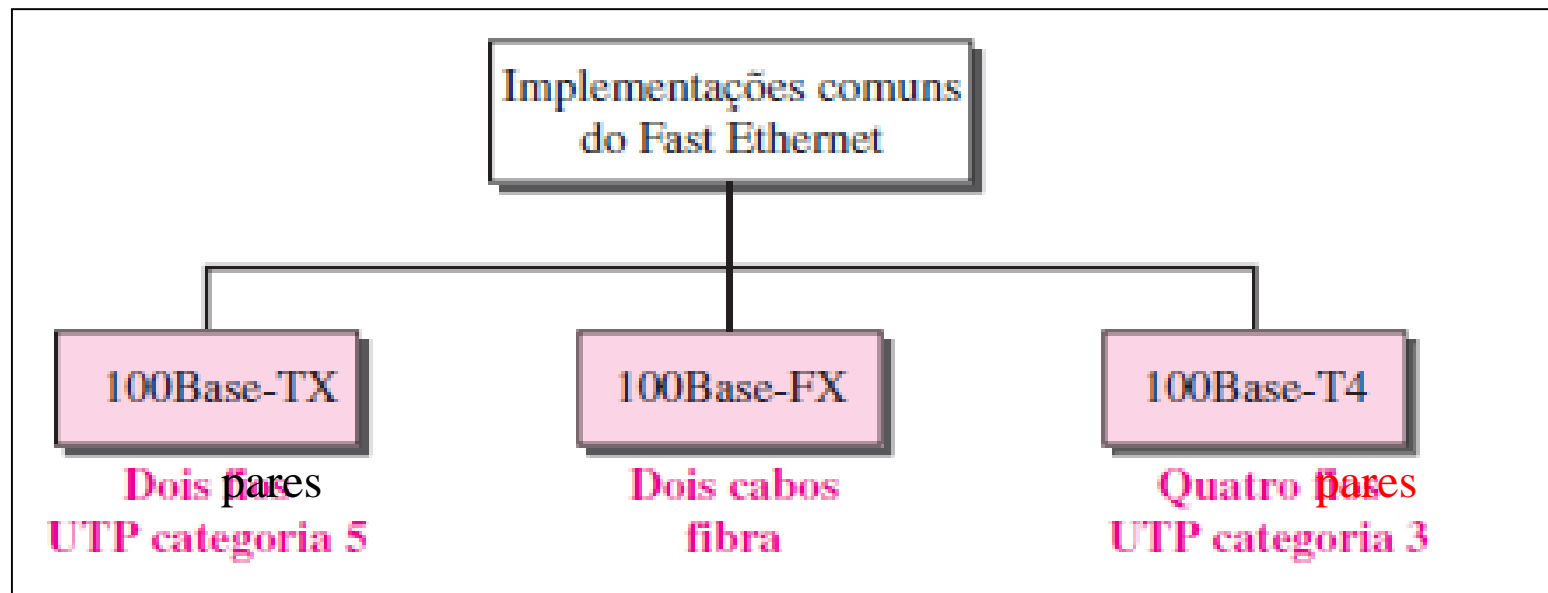 Implementações comuns
do Fast Ethernet
100Base-TX
100Base-FX
100Base-T4
Dois pares
UTP categoria 5
Dois cabos
fibra
Quatro pares
UTP categoria 3